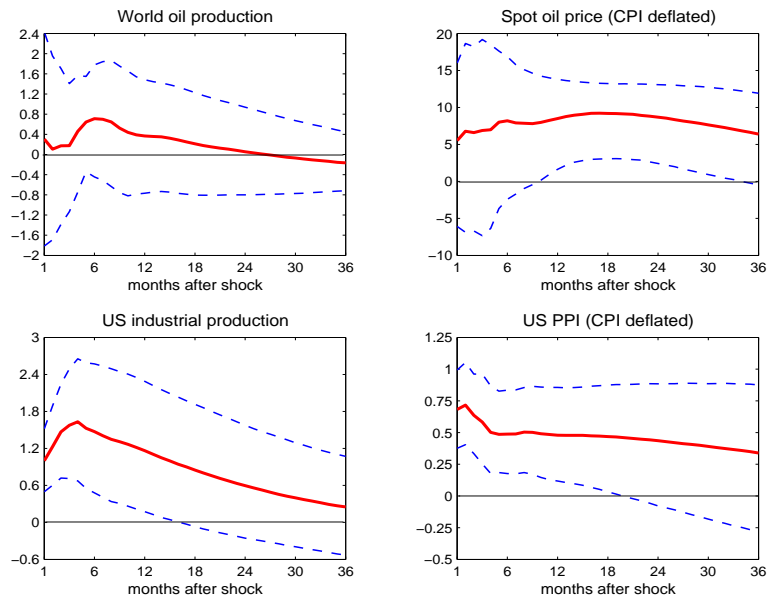 World oil production
2.4
2
1.6
1.2
0.8
0.4
0
−0.4
−0.8
−1.2
−1.6
−2
1 6 12 18 24 30 36
months after shock
Spot oil price (CPI deflated)
20
15
10
5
0
−5
−10
1 6 12 18 24 30 36
months after shock
US industrial production
3
2.4
1.8
1.2
0.6
0
−0.6
1 6 12 18 24 30 36
months after shock
US PPI (CPI deflated)
1.25
1
0.75
0.5
0.25
0
−0.25
−0.5
1 6 12 18 24 30 36
months after shock